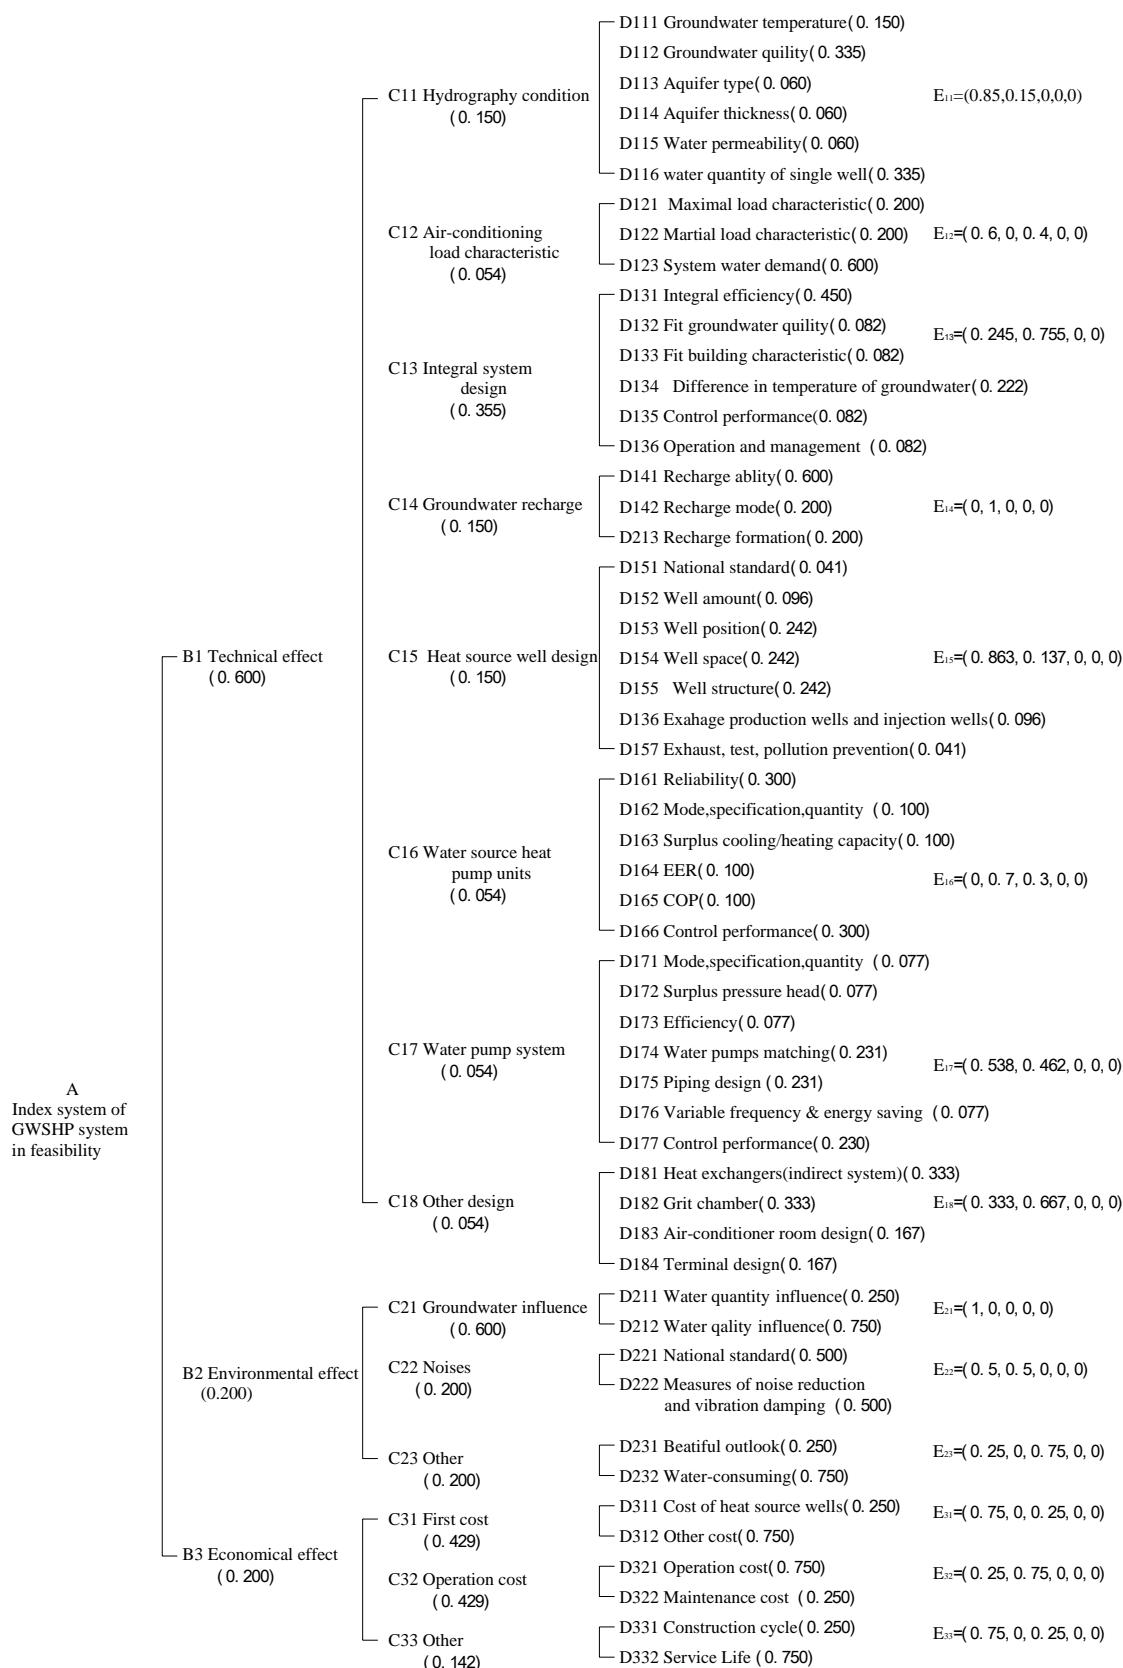 A
Index system of
GWSHP system
in feasibility
B1 Technical effect
(0.600)
C11 Hydrography condition
(0.150)
D111 Groundwater temperature(0.150)
D112 Groundwater quility(0.335)
D113 Aquifer type(0.060)
D114 Aquifer thickness(0.060)
D115 Water permeability(0.060)
D116 water quantity of single well(0.335)
E11=(0.85,0.15,0,0,0)
C12 Air-conditioning
load characteristic
(0.054)
D121 Maximal load characteristic(0.200)
D122 Martial load characteristic(0.200)
D123 System water demand(0.600)
E12=(0.6, 0, 0.4, 0, 0)
C13 Integral system
design
(0.355)
D131 Integral efficiency(0.450)
D132 Fit groundwater quility(0.082)
D133 Fit building characteristic(0.082)
D134 Difference in temperature of groundwater(0.222)
D135 Control performance(0.082)
D136 Operation and management (0.082)
E13=(0.245, 0.755, 0, 0)
C14 Groundwater recharge
(0.150)
D141 Recharge ablity(0.600)
D142 Recharge mode(0.200)
D213 Recharge formation(0.200)
E14=(0, 1, 0, 0, 0)
C15 Heat source well design
(0.150)
D151 National standard(0.041)
D152 Well amount(0.096)
D153 Well position(0.242)
D154 Well space(0.242)
D155 Well structure(0.242)
D136 Exahage production wells and injection wells(0.096)
D157 Exhaust, test, pollution prevention(0.041)
E15=(0.863, 0.137, 0, 0, 0)
C16 Water source heat
pump units
(0.054)
D161 Reliability(0.300)
D162 Mode,specification,quantity (0.100)
D163 Surplus cooling/heating capacity(0.100)
D164 EER(0.100)
D165 COP(0.100)
D166 Control performance(0.300)
E16=(0, 0.7, 0.3, 0, 0)
C17 Water pump system
(0.054)
D171 Mode,specification,quantity (0.077)
D172 Surplus pressure head(0.077)
D173 Efficiency(0.077)
D174 Water pumps matching(0.231)
D175 Piping design (0.231)
D176 Variable frequency & energy saving (0.077)
D177 Control performance(0.230)
E17=(0.538, 0.462, 0, 0, 0)
C18 Other design
(0.054)
D181 Heat exchangers(indirect system)(0.333)
D182 Grit chamber(0.333)
D183 Air-conditioner room design(0.167)
D184 Terminal design(0.167)
E18=(0.333, 0.667, 0, 0, 0)
B2 Environmental effect
(0.200)
C21 Groundwater influence
(0.600)
D211 Water quantity influence(0.250)
D212 Water qality influence(0.750)
E21=(1, 0, 0, 0, 0)
C22 Noises
(0.200)
D221 National standard(0.500)
D222 Measures of noise reduction
and vibration damping (0.500)
E22=(0.5, 0.5, 0, 0, 0)
C23 Other
(0.200)
D231 Beatiful outlook(0.250)
D232 Water-consuming(0.750)
E23=(0.25, 0, 0.75, 0, 0)
B3 Economical effect
(0.200)
C31 First cost
(0.429)
D311 Cost of heat source wells(0.250)
D312 Other cost(0.750)
E31=(0.75, 0, 0.25, 0, 0)
C32 Operation cost
(0.429)
D321 Operation cost(0.750)
D322 Maintenance cost (0.250)
E32=(0.25, 0.75, 0, 0, 0)
C33 Other
(0.142)
D331 Construction cycle(0.250)
D332 Service Life (0.750)
E33=(0.75, 0, 0.25, 0, 0)